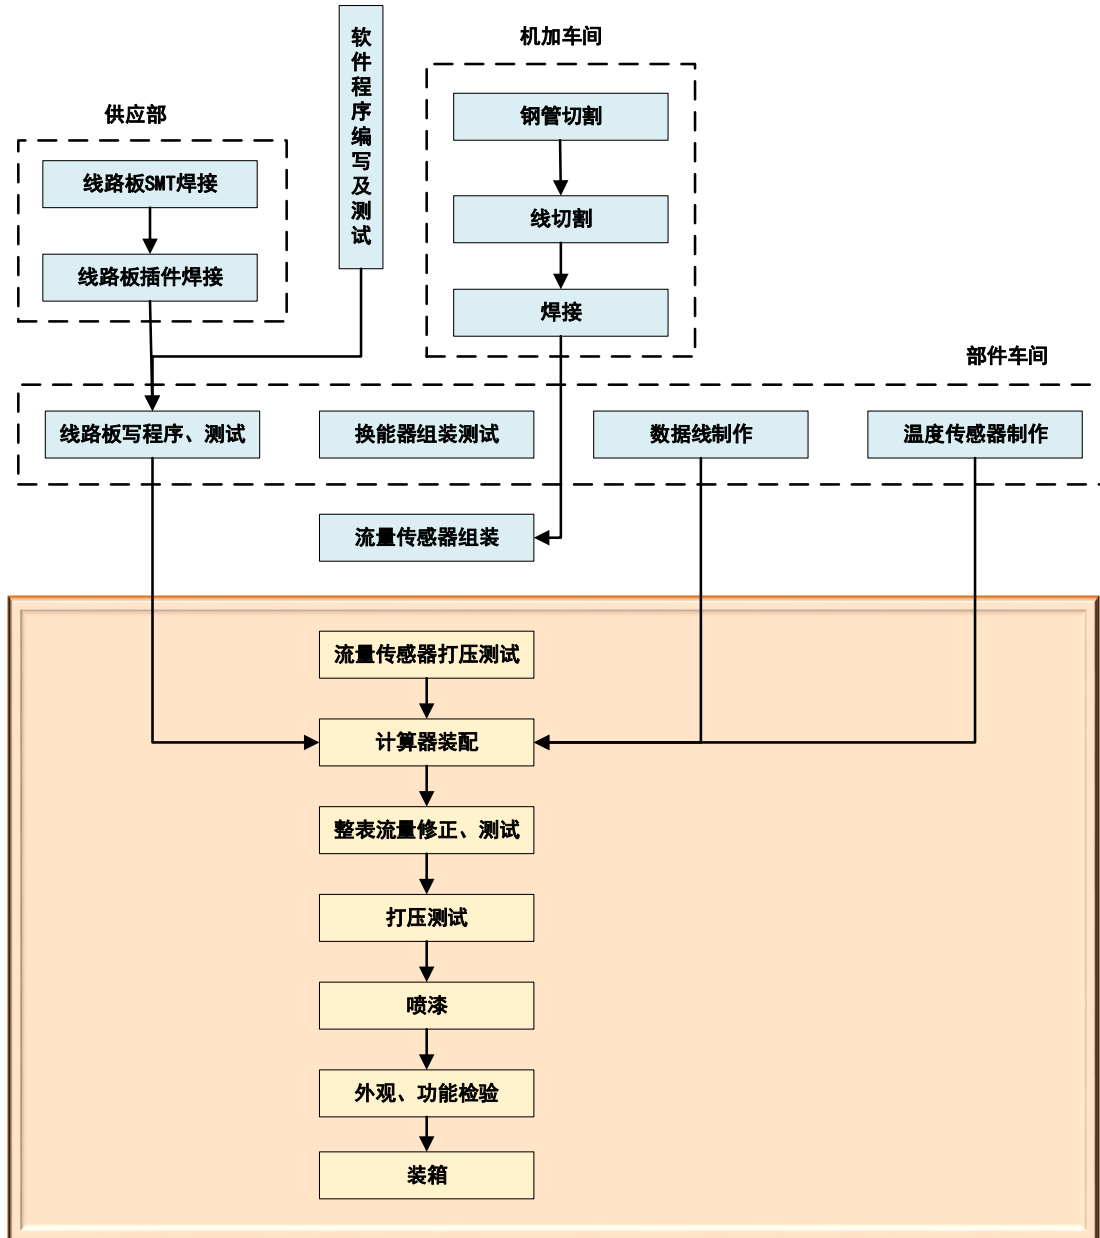 软件程序编写及测试
机加车间
供应部
钢管切割
线路板SMT焊接
线切割
线路板插件焊接
焊接
部件车间
线路板写程序、测试
换能器组装测试
数据线制作
温度传感器制作
流量传感器组装
流量传感器打压测试
计算器装配
整表流量修正、测试
打压测试
喷漆
外观、功能检验
装箱